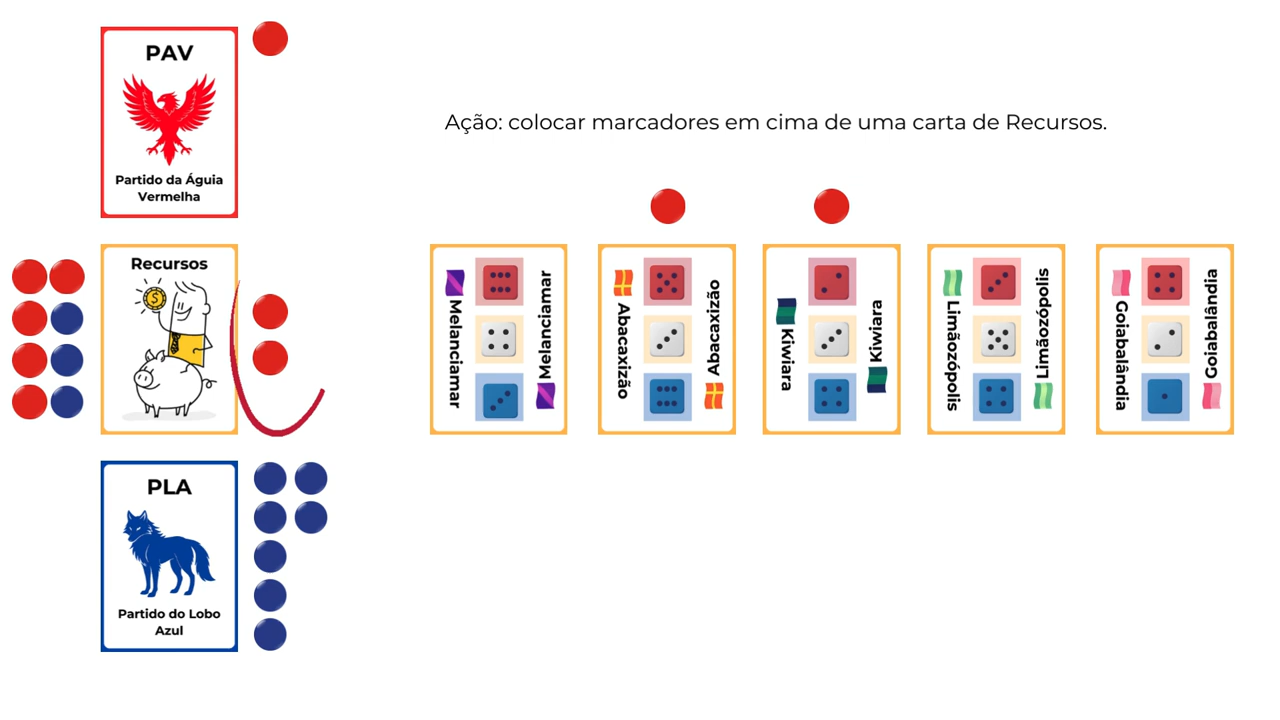 PAV
Partido da Águia
Vermelha
Ação: colocar marcadores em cima de uma carta de Recursos.
Recursos
$
Melanciamar
Melanciamar
Abacaxizão
Abacaxizão
Kiwiara
Kiwiara
Limãozópolis
Limãozópolis
Goiabalândia
Goiabalândia
PLA
Partido do Lobo
Azul